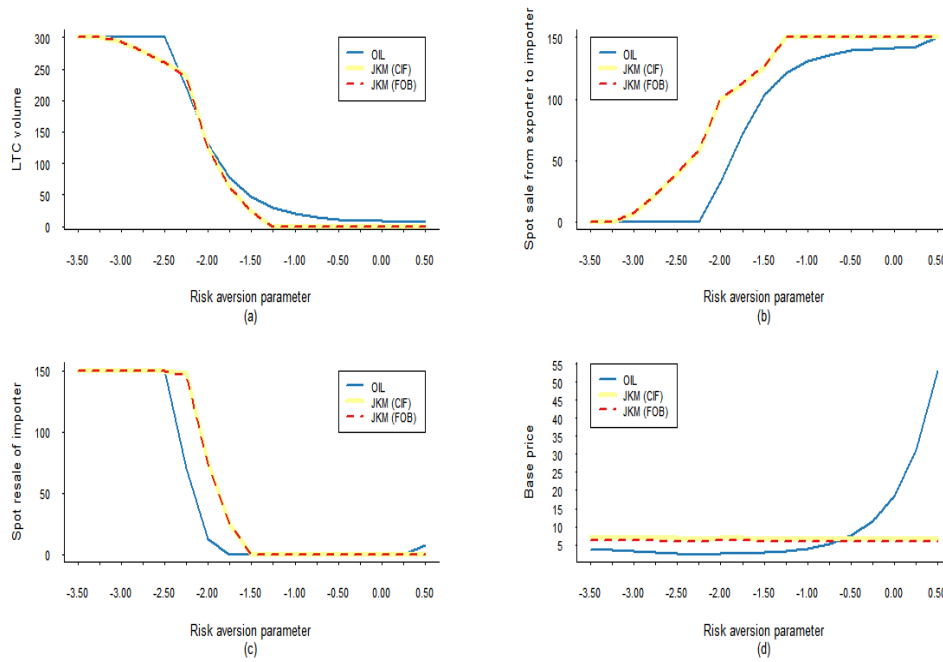 LTC volume
300
250
200
150
100
50
0
OIL
JKM (CIF)
JKM (FOB)
-3.50 -3.00 -2.50 -2.00 -1.50 -1.00 -0.50 0.00 0.50
Risk aversion parameter
(a)
Spot sale from exporter to importer
150
100
50
0
OIL
JKM (CIF)
JKM (FOB)
-3.50 -3.00 -2.50 -2.00 -1.50 -1.00 -0.50 0.00 0.50
Risk aversion parameter
(b)
Spot resale of importer
150
100
50
0
OIL
JKM (CIF)
JKM (FOB)
-3.50 -3.00 -2.50 -2.00 -1.50 -1.00 -0.50 0.00 0.50
Risk aversion parameter
(c)
Base price
55
50
45
40
35
30
25
20
15
10
5
OIL
JKM (CIF)
JKM (FOB)
-3.50 -3.00 -2.50 -2.00 -1.50 -1.00 -0.50 0.00 0.50
Risk aversion parameter
(d)